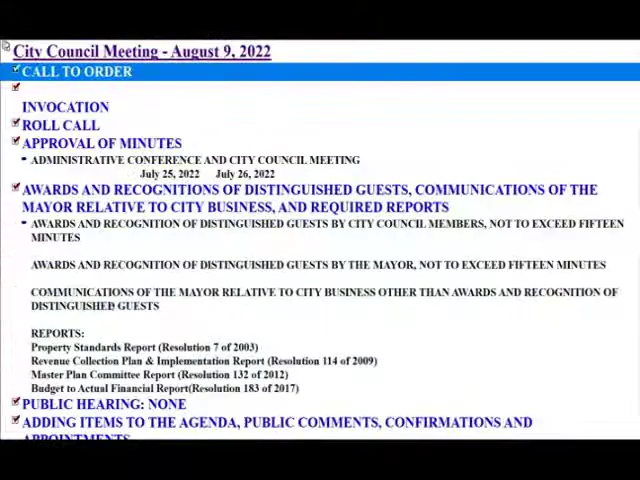 City Council Meeting - August 9, 2022
CALL TO ORDER
INVOCATION
ROLL CALL
APPROVAL OF MINUTES
ADMINISTRATIVE CONFERENCE AND CITY COUNCIL MEETING
July 25, 2022 July 26, 2022
AWARDS AND RECOGNITIONS OF DISTINGUISHED GUESTS, COMMUNICATIONS OF THE
MAYOR RELATIVE TO CITY BUSINESS, AND REQUIRED REPORTS
AWARDS AND RECOGNITION OF DISTINGUISHED GUESTS BY CITY COUNCIL MEMBERS, NOT TO EXCEED FIFTEEN
MINUTES
AWARDS AND RECOGNITION OF DISTINGUISHED GUESTS BY THE MAYOR, NOT TO EXCEED FIFTEEN MINUTES
COMMUNICATIONS OF THE MAYOR RELATIVE TO CITY BUSINESS OTHER THAN AWARDS AND RECOGNITION OF
DISTINGUISHED GUESTS
REPORTS:
Property Standards Report (Resolution 7 of 2003)
Revenue Collection Plan & Implementation Report (Resolution 114 of 2009)
Master Plan Committee Report (Resolution 132 of 2012)
Budget to Actual Financial Report(Resolution 183 of 2017)
PUBLIC HEARING: NONE
ADDING ITEMS TO THE AGENDA, PUBLIC COMMENTS, CONFIRMATIONS AND
APPOINTMENTS